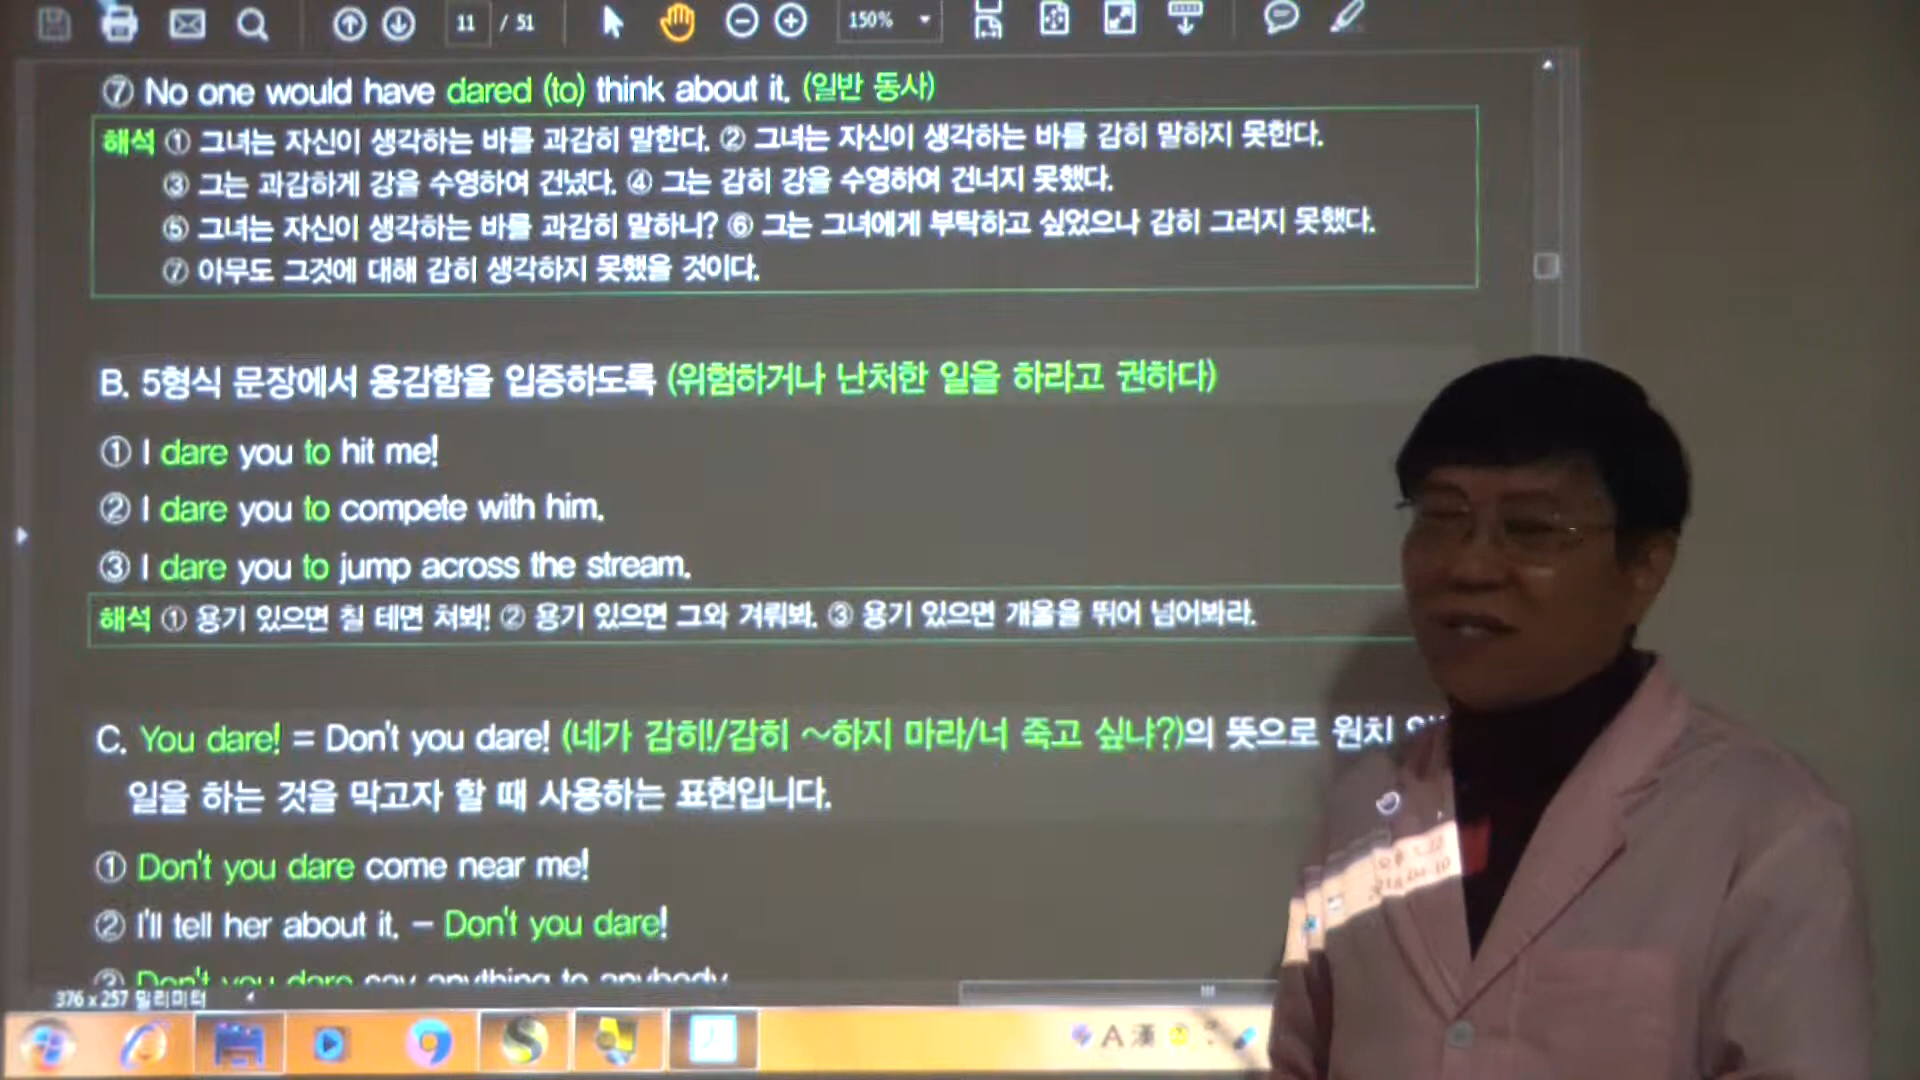 11 / 51 150%
⑦ No one would have dared (to) think about it. (일반 동사)
해석 ① 그녀는 자신이 생각하는 바를 과감히 말한다. ② 그녀는 자신이 생각하는 바를 감히 말하지 못한다.
③ 그는 과감하게 강을 수영하여 건넜다. ④ 그는 감히 강을 수영하여 건너지 못했다.
⑤ 그녀는 자신이 생각하는 바를 과감히 말하니? ⑥ 그는 그녀에게 부탁하고 싶었으나 감히 그러지 못했다.
⑦ 아무도 그것에 대해 감히 생각하지 못했을 것이다.
B. 5형식 문장에서 용감함을 입증하도록 (위험하거나 난처한 일을 하라고 권하다)
① I dare you to hit me!
② I dare you to compete with him.
③ I dare you to jump across the stream.
해석 ① 용기 있으면 칠 테면 쳐봐! ② 용기 있으면 그와 겨뤄봐. ③ 용기 있으면 개울을 뛰어 넘어봐라.
C. You dare! = Don't you dare! (네가 감히!/감히 ~하지 마라/너 죽고 싶냐?)의 뜻으로 원치
일을 하는 것을 막고자 할 때 사용하는 표현입니다.
① Don't you dare come near me!
② I'll tell her about it. – Don't you dare!
③ Don't you dare say anything to anybody.
376 x 257 밀리미터
A 漢